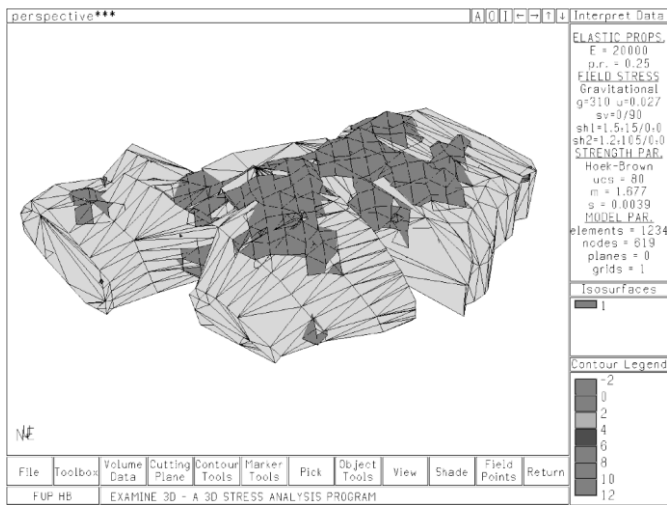 perspective***
A O I ← → ↑ ↓
Interpret Data
ELASTIC PROPS.
E = 20000
p.r. = 0.25
FIELD STRESS
Gravitational
g=310 u=0.027
sv=0/90
sh1=1.5:15/0:0
sh2=1.2:105/0:0
STRENGTH PAR.
Hoek-Brown
ucs = 80
m = 1.677
s = 0.0039
MODEL PAR.
elements = 1234
nodes = 619
planes = 0
grids = 1
Isosurfaces
1
Contour Legend
-2
0
2
4
6
8
10
12
File Toolbox Volume Data Cutting Plane Contour Tools Marker Tools Pick Object Tools View Shade Field Points Return
FUP HB EXAMINE 3D - A 3D STRESS ANALYSIS PROGRAM